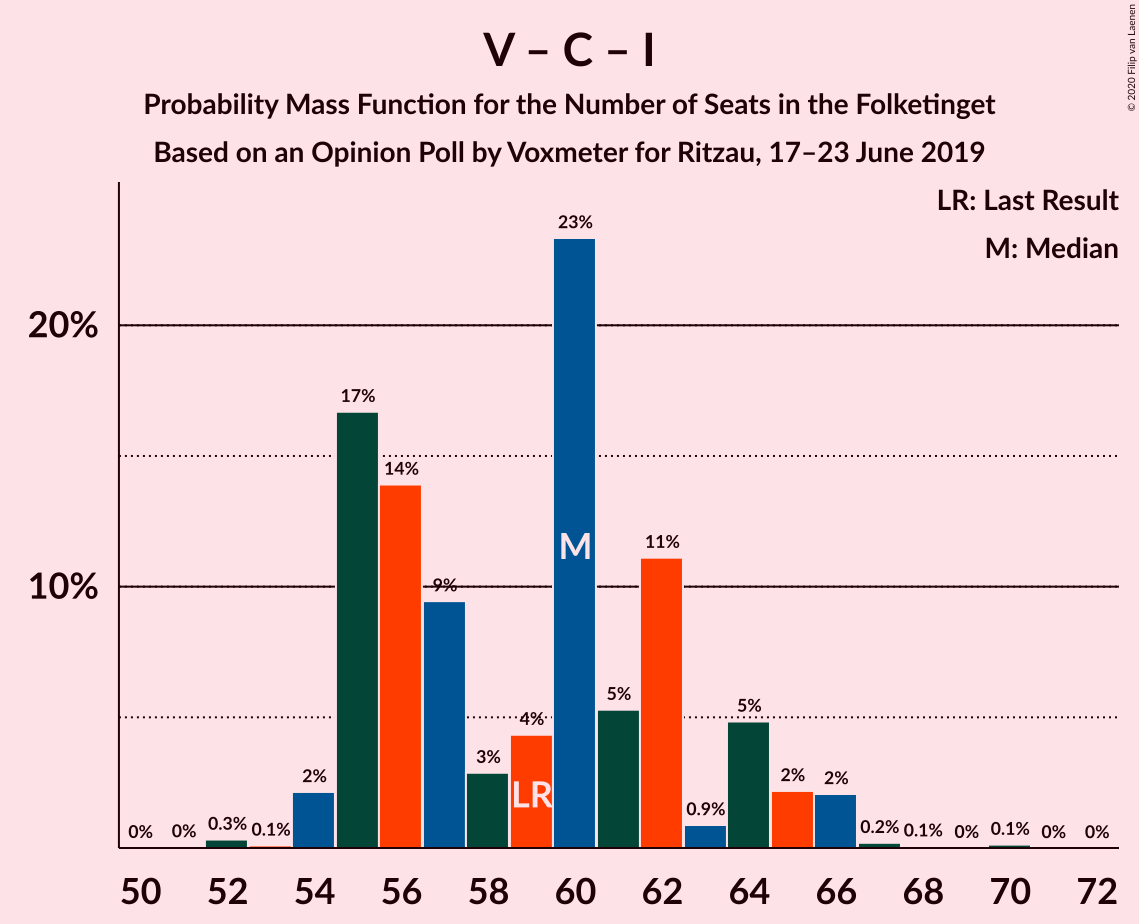 V – C – I
Probability Mass Function for the Number of Seats in the Folketinget
Based on an Opinion Poll by Voxmeter for Ritzau, 17–23 June 2019
© 2020 Filip van Laenen
LR: Last Result
M: Median
20%
10%
0%
0%
0.3%
0.1%
2%
17%
14%
9%
3%
4%
23%
5%
11%
0.9%
5%
2%
2%
0.2%
0.1%
0%
0.1%
0%
0%
LR
M
50 52 54 56 58 60 62 64 66 68 70 72